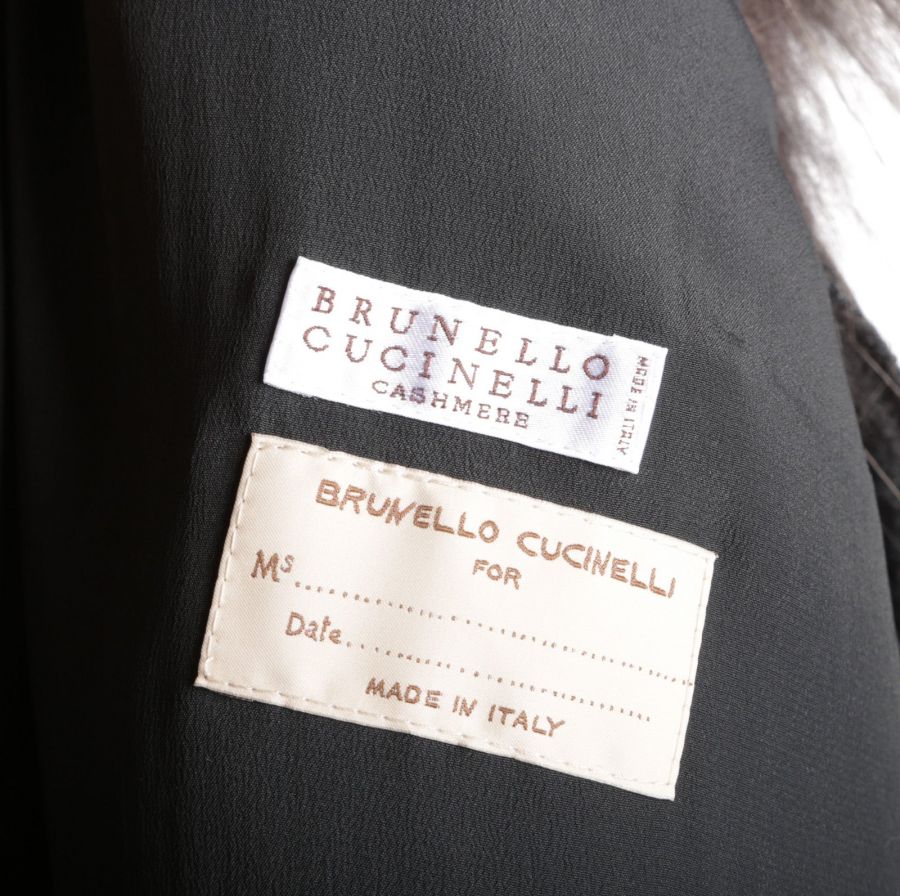 BRUNELLO
CUCINELLI
CASHMERE
MADE IN ITALY
BRUNELLO CUCINELLI
FOR
Ms..............................................
Date........................................
MADE IN ITALY